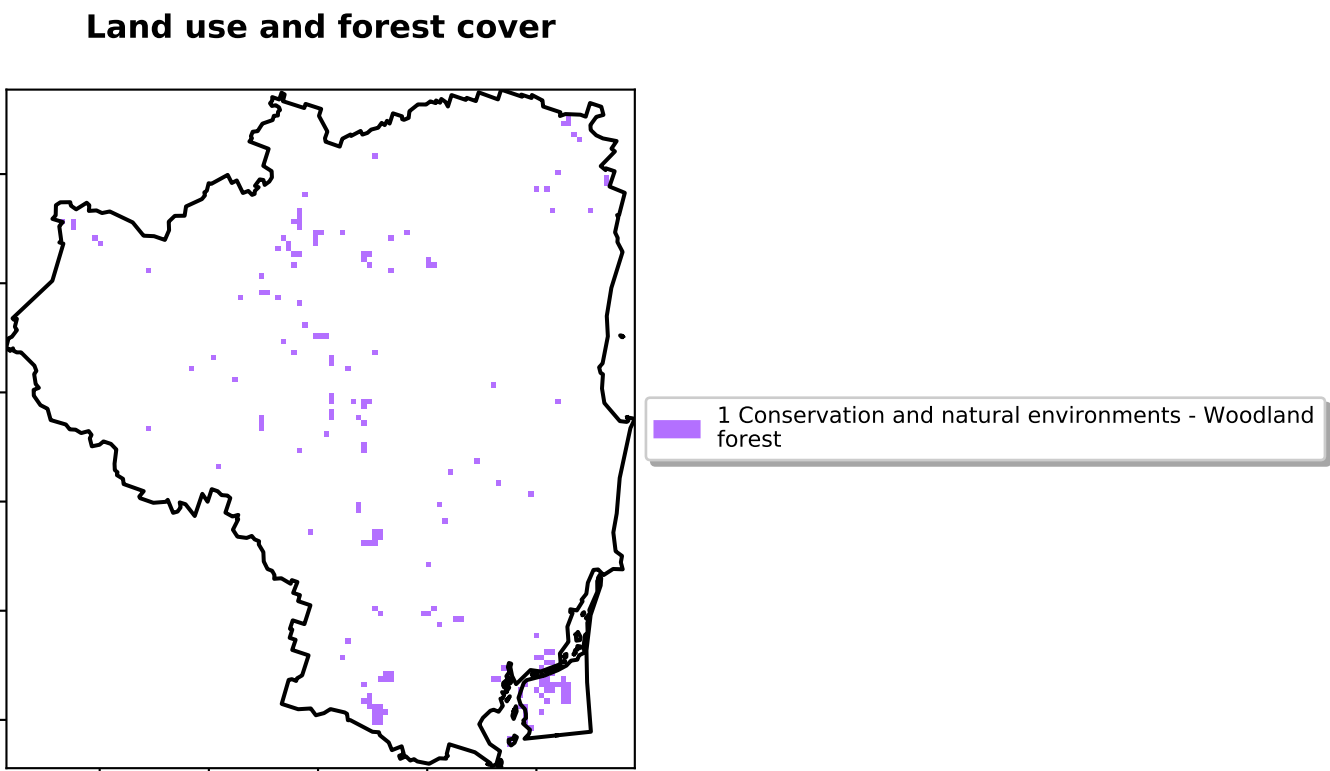 Land use and forest cover
1 Conservation and natural environments - Woodland
forest